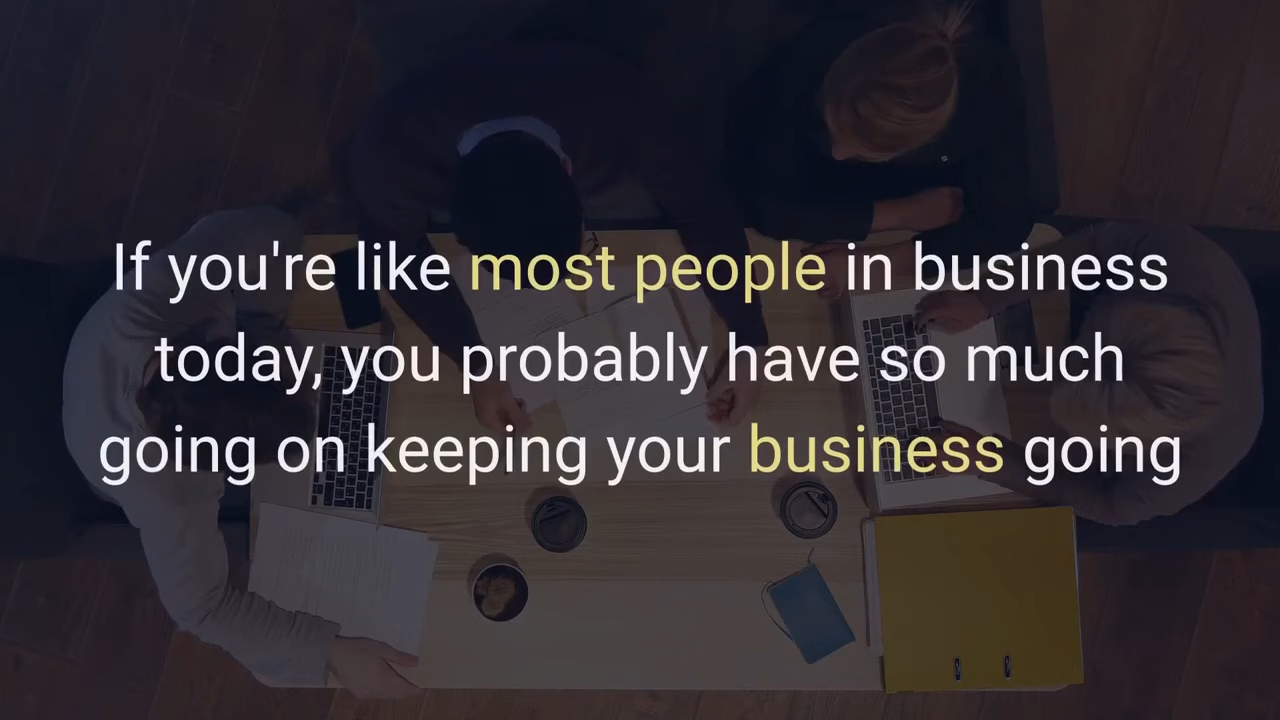 If you're like most people in business
today, you probably have so much
going on keeping your business going